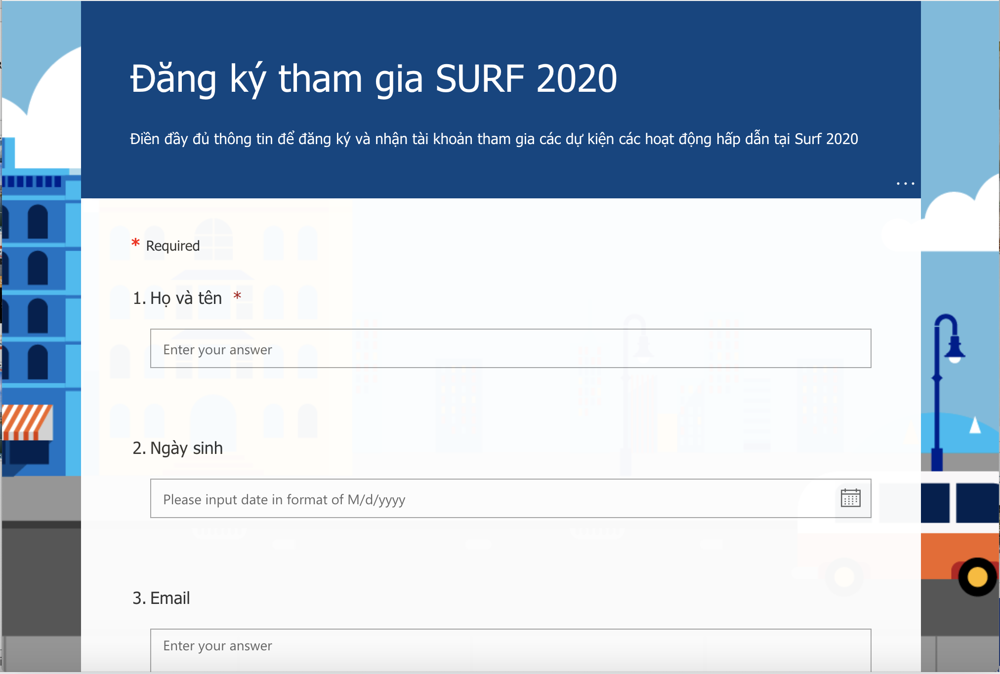 Đăng ký tham gia SURF 2020
Điền đầy đủ thông tin để đăng ký và nhận tài khoản tham gia các dự kiện các hoạt động hấp dẫn tại Surf 2020
* Required
1. Họ và tên *
Enter your answer
2. Ngày sinh
Please input date in format of M/d/yyyy
3. Email
Enter your answer